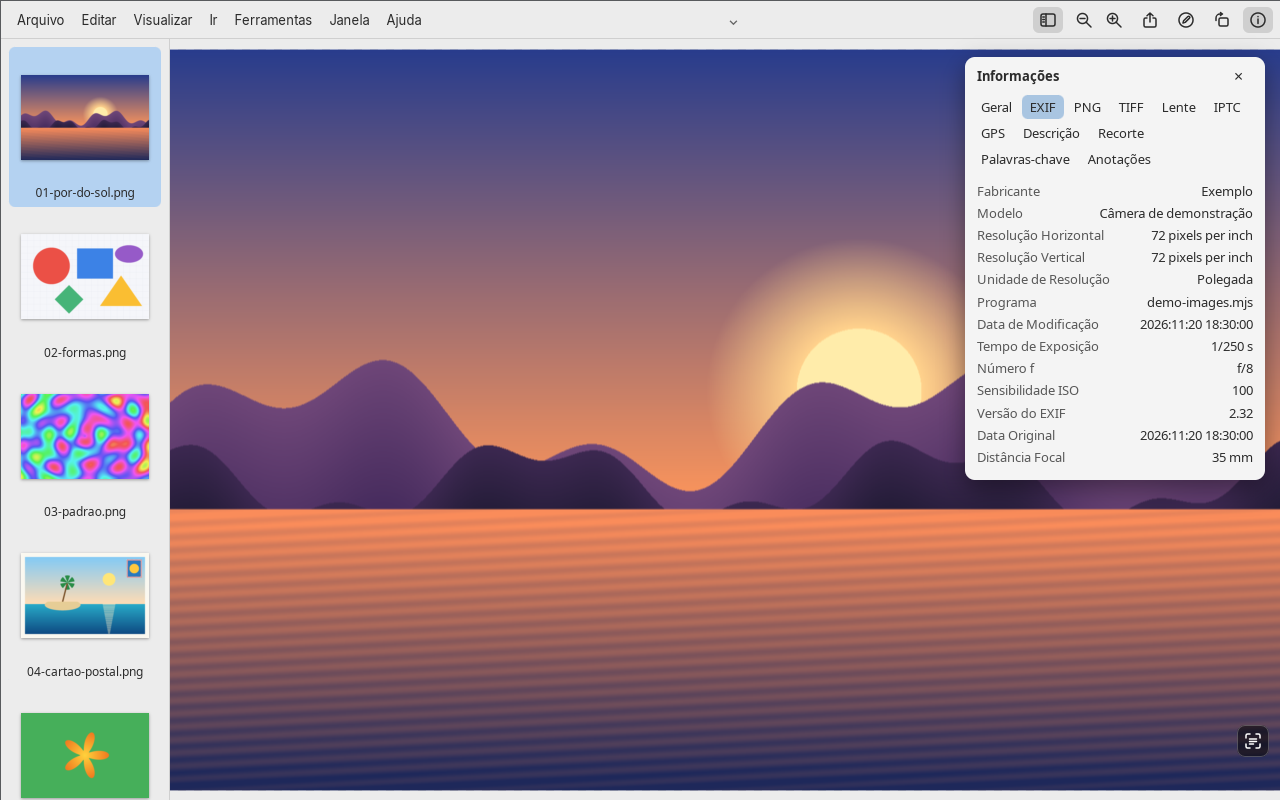 Arquivo Editar Visualizar Ir Ferramentas Janela Ajuda
01-por-do-sol.png
02-formas.png
03-padrao.png
04-cartao-postal.png
Informações
Geral EXIF PNG TIFF Lente IPTC
GPS Descrição Recorte
Palavras-chave Anotações
Fabricante Exemplo
Modelo Câmera de demonstração
Resolução Horizontal 72 pixels per inch
Resolução Vertical 72 pixels per inch
Unidade de Resolução Polegada
Programa demo-images.mjs
Data de Modificação 2026:11:20 18:30:00
Tempo de Exposição 1/250 s
Número f f/8
Sensibilidade ISO 100
Versão do EXIF 2.32
Data Original 2026:11:20 18:30:00
Distância Focal 35 mm